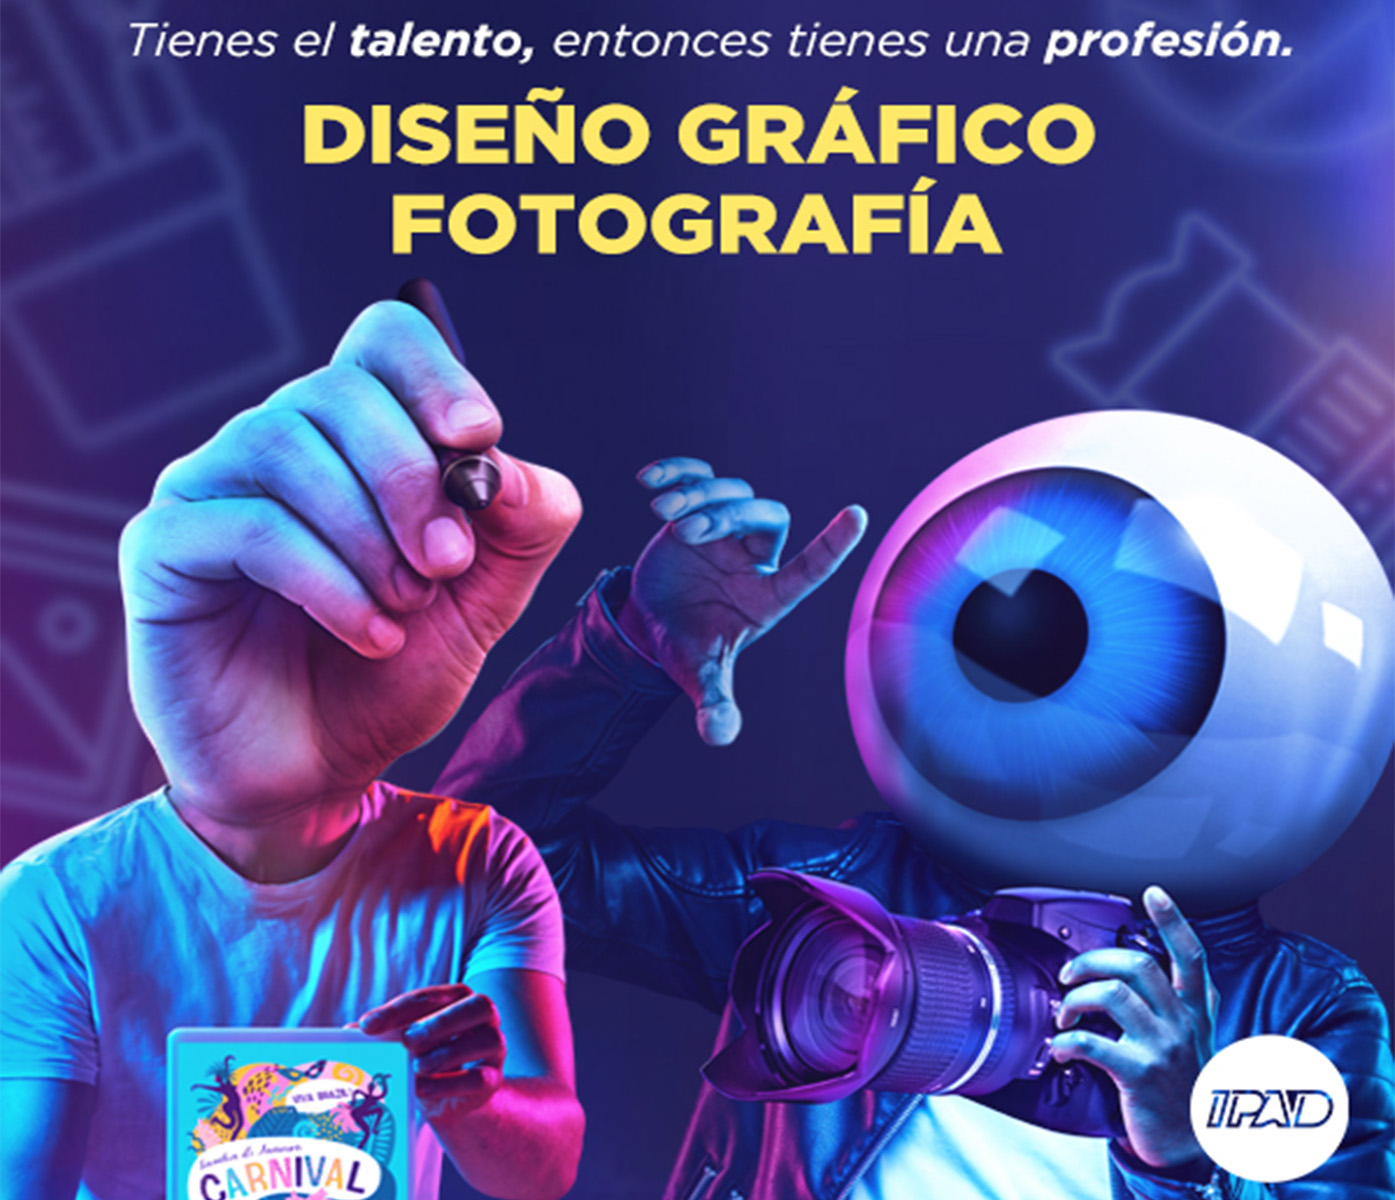 Tienes el talento, entonces tienes una profesión.
DISEÑO GRÁFICO
FOTOGRAFÍA
VIVA BRAZIL
CARNIVAL
IPAD